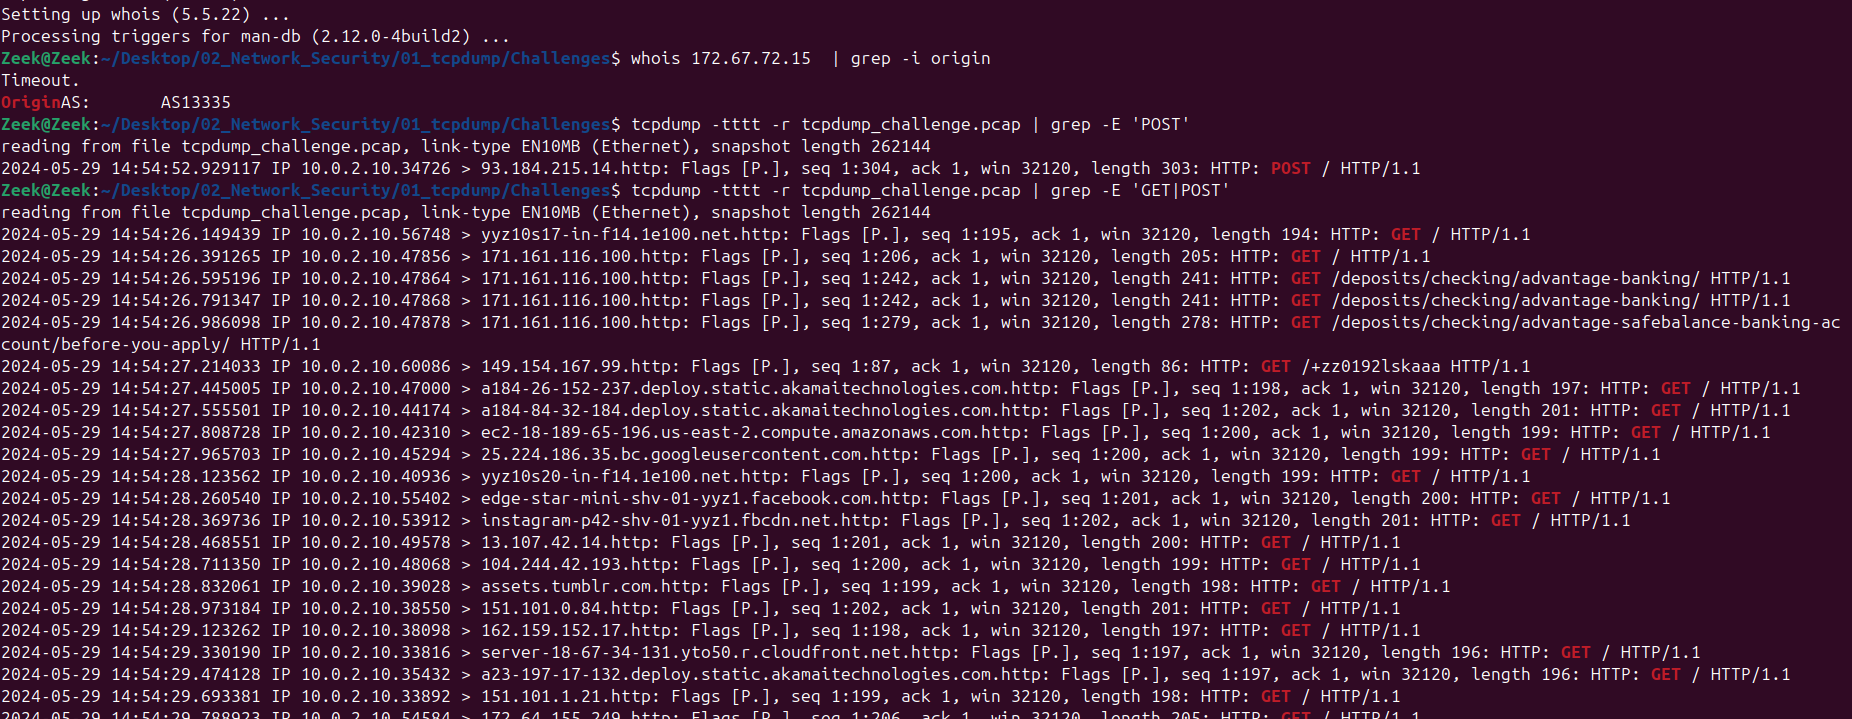 Setting up whois (5.5.22) ...
Processing triggers for man-db (2.12.0-4build2) ...
Zeek@Zeek:~/Desktop/02_Network_Security/01_tcpdump/Challenges$ whois 172.67.72.15  | grep -i origin
Timeout.
OriginAS:       AS13335
Zeek@Zeek:~/Desktop/02_Network_Security/01_tcpdump/Challenges$ tcpdump -tttt -r tcpdump_challenge.pcap | grep -E 'POST'
reading from file tcpdump_challenge.pcap, link-type EN10MB (Ethernet), snapshot length 262144
2024-05-29 14:54:52.929117 IP 10.0.2.10.34726 > 93.184.215.14.http: Flags [P.], seq 1:304, ack 1, win 32120, length 303: HTTP: POST / HTTP/1.1
Zeek@Zeek:~/Desktop/02_Network_Security/01_tcpdump/Challenges$ tcpdump -tttt -r tcpdump_challenge.pcap | grep -E 'GET|POST'
reading from file tcpdump_challenge.pcap, link-type EN10MB (Ethernet), snapshot length 262144
2024-05-29 14:54:26.149439 IP 10.0.2.10.56748 > yyz10s17-in-f14.1e100.net.http: Flags [P.], seq 1:195, ack 1, win 32120, length 194: HTTP: GET / HTTP/1.1
2024-05-29 14:54:26.391265 IP 10.0.2.10.47856 > 171.161.116.100.http: Flags [P.], seq 1:206, ack 1, win 32120, length 205: HTTP: GET / HTTP/1.1
2024-05-29 14:54:26.595196 IP 10.0.2.10.47864 > 171.161.116.100.http: Flags [P.], seq 1:242, ack 1, win 32120, length 241: HTTP: GET /deposits/checking/advantage-banking/ HTTP/1.1
2024-05-29 14:54:26.791347 IP 10.0.2.10.47868 > 171.161.116.100.http: Flags [P.], seq 1:242, ack 1, win 32120, length 241: HTTP: GET /deposits/checking/advantage-banking/ HTTP/1.1
2024-05-29 14:54:26.986098 IP 10.0.2.10.47878 > 171.161.116.100.http: Flags [P.], seq 1:279, ack 1, win 32120, length 278: HTTP: GET /deposits/checking/advantage-safebalance-banking-ac
count/before-you-apply/ HTTP/1.1
2024-05-29 14:54:27.214033 IP 10.0.2.10.60086 > 149.154.167.99.http: Flags [P.], seq 1:87, ack 1, win 32120, length 86: HTTP: GET /+zz0192lskaaa HTTP/1.1
2024-05-29 14:54:27.445005 IP 10.0.2.10.47000 > a184-26-152-237.deploy.static.akamaitechnologies.com.http: Flags [P.], seq 1:198, ack 1, win 32120, length 197: HTTP: GET / HTTP/1.1
2024-05-29 14:54:27.555501 IP 10.0.2.10.44174 > a184-84-32-184.deploy.static.akamaitechnologies.com.http: Flags [P.], seq 1:202, ack 1, win 32120, length 201: HTTP: GET / HTTP/1.1
2024-05-29 14:54:27.808728 IP 10.0.2.10.42310 > ec2-18-189-65-196.us-east-2.compute.amazonaws.com.http: Flags [P.], seq 1:200, ack 1, win 32120, length 199: HTTP: GET / HTTP/1.1
2024-05-29 14:54:27.965703 IP 10.0.2.10.45294 > 25.224.186.35.bc.googleusercontent.com.http: Flags [P.], seq 1:200, ack 1, win 32120, length 199: HTTP: GET / HTTP/1.1
2024-05-29 14:54:28.123562 IP 10.0.2.10.40936 > yyz10s20-in-f14.1e100.net.http: Flags [P.], seq 1:200, ack 1, win 32120, length 199: HTTP: GET / HTTP/1.1
2024-05-29 14:54:28.260540 IP 10.0.2.10.55402 > edge-star-mini-shv-01-yyz1.facebook.com.http: Flags [P.], seq 1:201, ack 1, win 32120, length 200: HTTP: GET / HTTP/1.1
2024-05-29 14:54:28.369736 IP 10.0.2.10.53912 > instagram-p42-shv-01-yyz1.fbcdn.net.http: Flags [P.], seq 1:202, ack 1, win 32120, length 201: HTTP: GET / HTTP/1.1
2024-05-29 14:54:28.468551 IP 10.0.2.10.49578 > 13.107.42.14.http: Flags [P.], seq 1:201, ack 1, win 32120, length 200: HTTP: GET / HTTP/1.1
2024-05-29 14:54:28.711350 IP 10.0.2.10.48068 > 104.244.42.193.http: Flags [P.], seq 1:200, ack 1, win 32120, length 199: HTTP: GET / HTTP/1.1
2024-05-29 14:54:28.832061 IP 10.0.2.10.39028 > assets.tumblr.com.http: Flags [P.], seq 1:199, ack 1, win 32120, length 198: HTTP: GET / HTTP/1.1
2024-05-29 14:54:28.973184 IP 10.0.2.10.38550 > 151.101.0.84.http: Flags [P.], seq 1:202, ack 1, win 32120, length 201: HTTP: GET / HTTP/1.1
2024-05-29 14:54:29.123262 IP 10.0.2.10.38098 > 162.159.152.17.http: Flags [P.], seq 1:198, ack 1, win 32120, length 197: HTTP: GET / HTTP/1.1
2024-05-29 14:54:29.330190 IP 10.0.2.10.33816 > server-18-67-34-131.yto50.r.cloudfront.net.http: Flags [P.], seq 1:197, ack 1, win 32120, length 196: HTTP: GET / HTTP/1.1
2024-05-29 14:54:29.474128 IP 10.0.2.10.35432 > a23-197-17-132.deploy.static.akamaitechnologies.com.http: Flags [P.], seq 1:197, ack 1, win 32120, length 196: HTTP: GET / HTTP/1.1
2024-05-29 14:54:29.693381 IP 10.0.2.10.33892 > 151.101.1.21.http: Flags [P.], seq 1:199, ack 1, win 32120, length 198: HTTP: GET / HTTP/1.1
2024-05-29 14:54:29.788923 IP 10.0.2.10.54584 > 172.64.155.249.http: Flags [P.], seq 1:206, ack 1, win 32120, length 205: HTTP: GET / HTTP/1.1